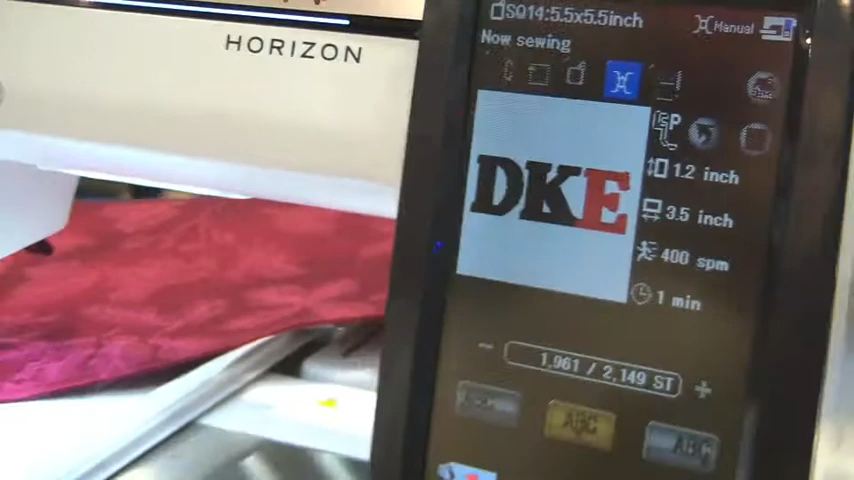 HORIZON
SQ14:5.5x5.5inch
Manual
Now sewing
P
DKE
1.2 inch
3.5 inch
400 spm
1 min
- 1,961 / 2,149 ST +
ABC ABC ABC